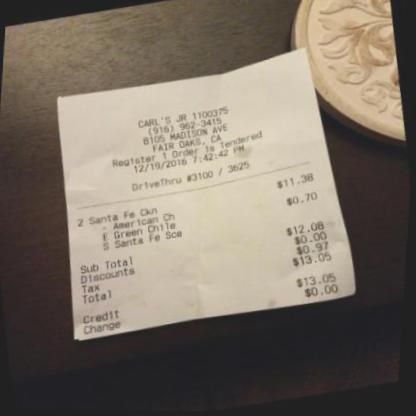 CARL'S JR 1100375
(916) 962-3415
8105 MADISON AVE
FAIR OAKS, CA
Register 1 Order Is Tendered
12/19/2016 7:42:42 PM
DriveThru #3100 / 3625
2 Santa Fe Ckn $11.38
- American Ch
E Green Chile $0.70
S Santa Fe Sce
Sub Total $12.08
Discounts $0.00
Tax $0.97
Total $13.05
Credit $13.05
Change $0.00